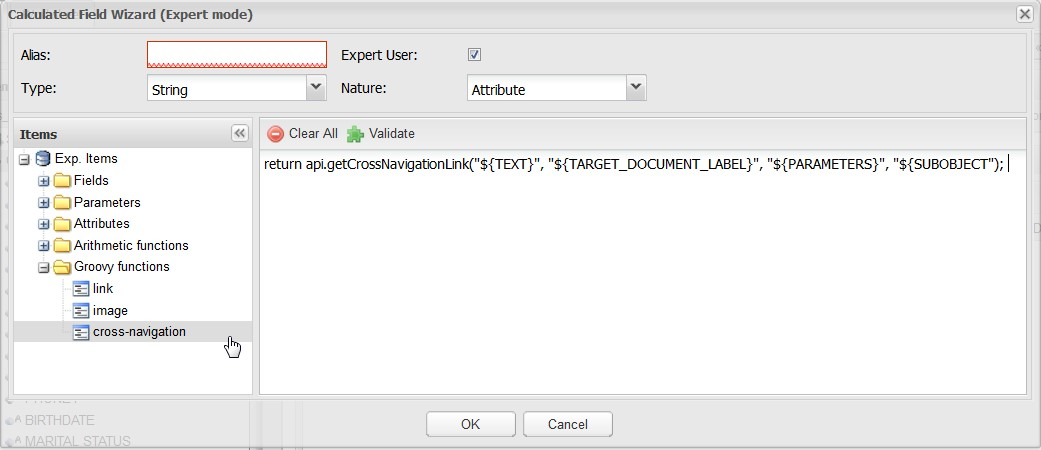 Calculated Field Wizard (Expert mode)
Alias: Expert User:
Type: String Nature: Attribute
Items
Clear All Validate
Exp. Items
Fields
Parameters
Attributes
Arithmetic functions
Groovy functions
link
image
cross-navigation
return api.getCrossNavigationLink("${TEXT}", "${TARGET_DOCUMENT_LABEL}", "${PARAMETERS}", "${SUBOBJECT");
BIRTHDATE
MARITAL STATUS
OK Cancel